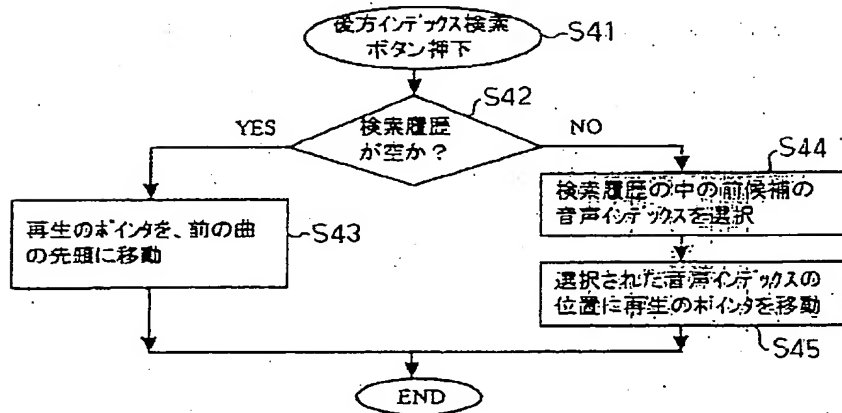 後方インデックス検索
ボタン押下
S41
S42
検索履歴
が空か?
YES
NO
S44
検索履歴の中の前候補の
音声インデックスを選択
再生のポインタを、前の曲
の先頭に移動
S43
選択された音声インデックスの
位置に再生のポインタを移動
S45
END